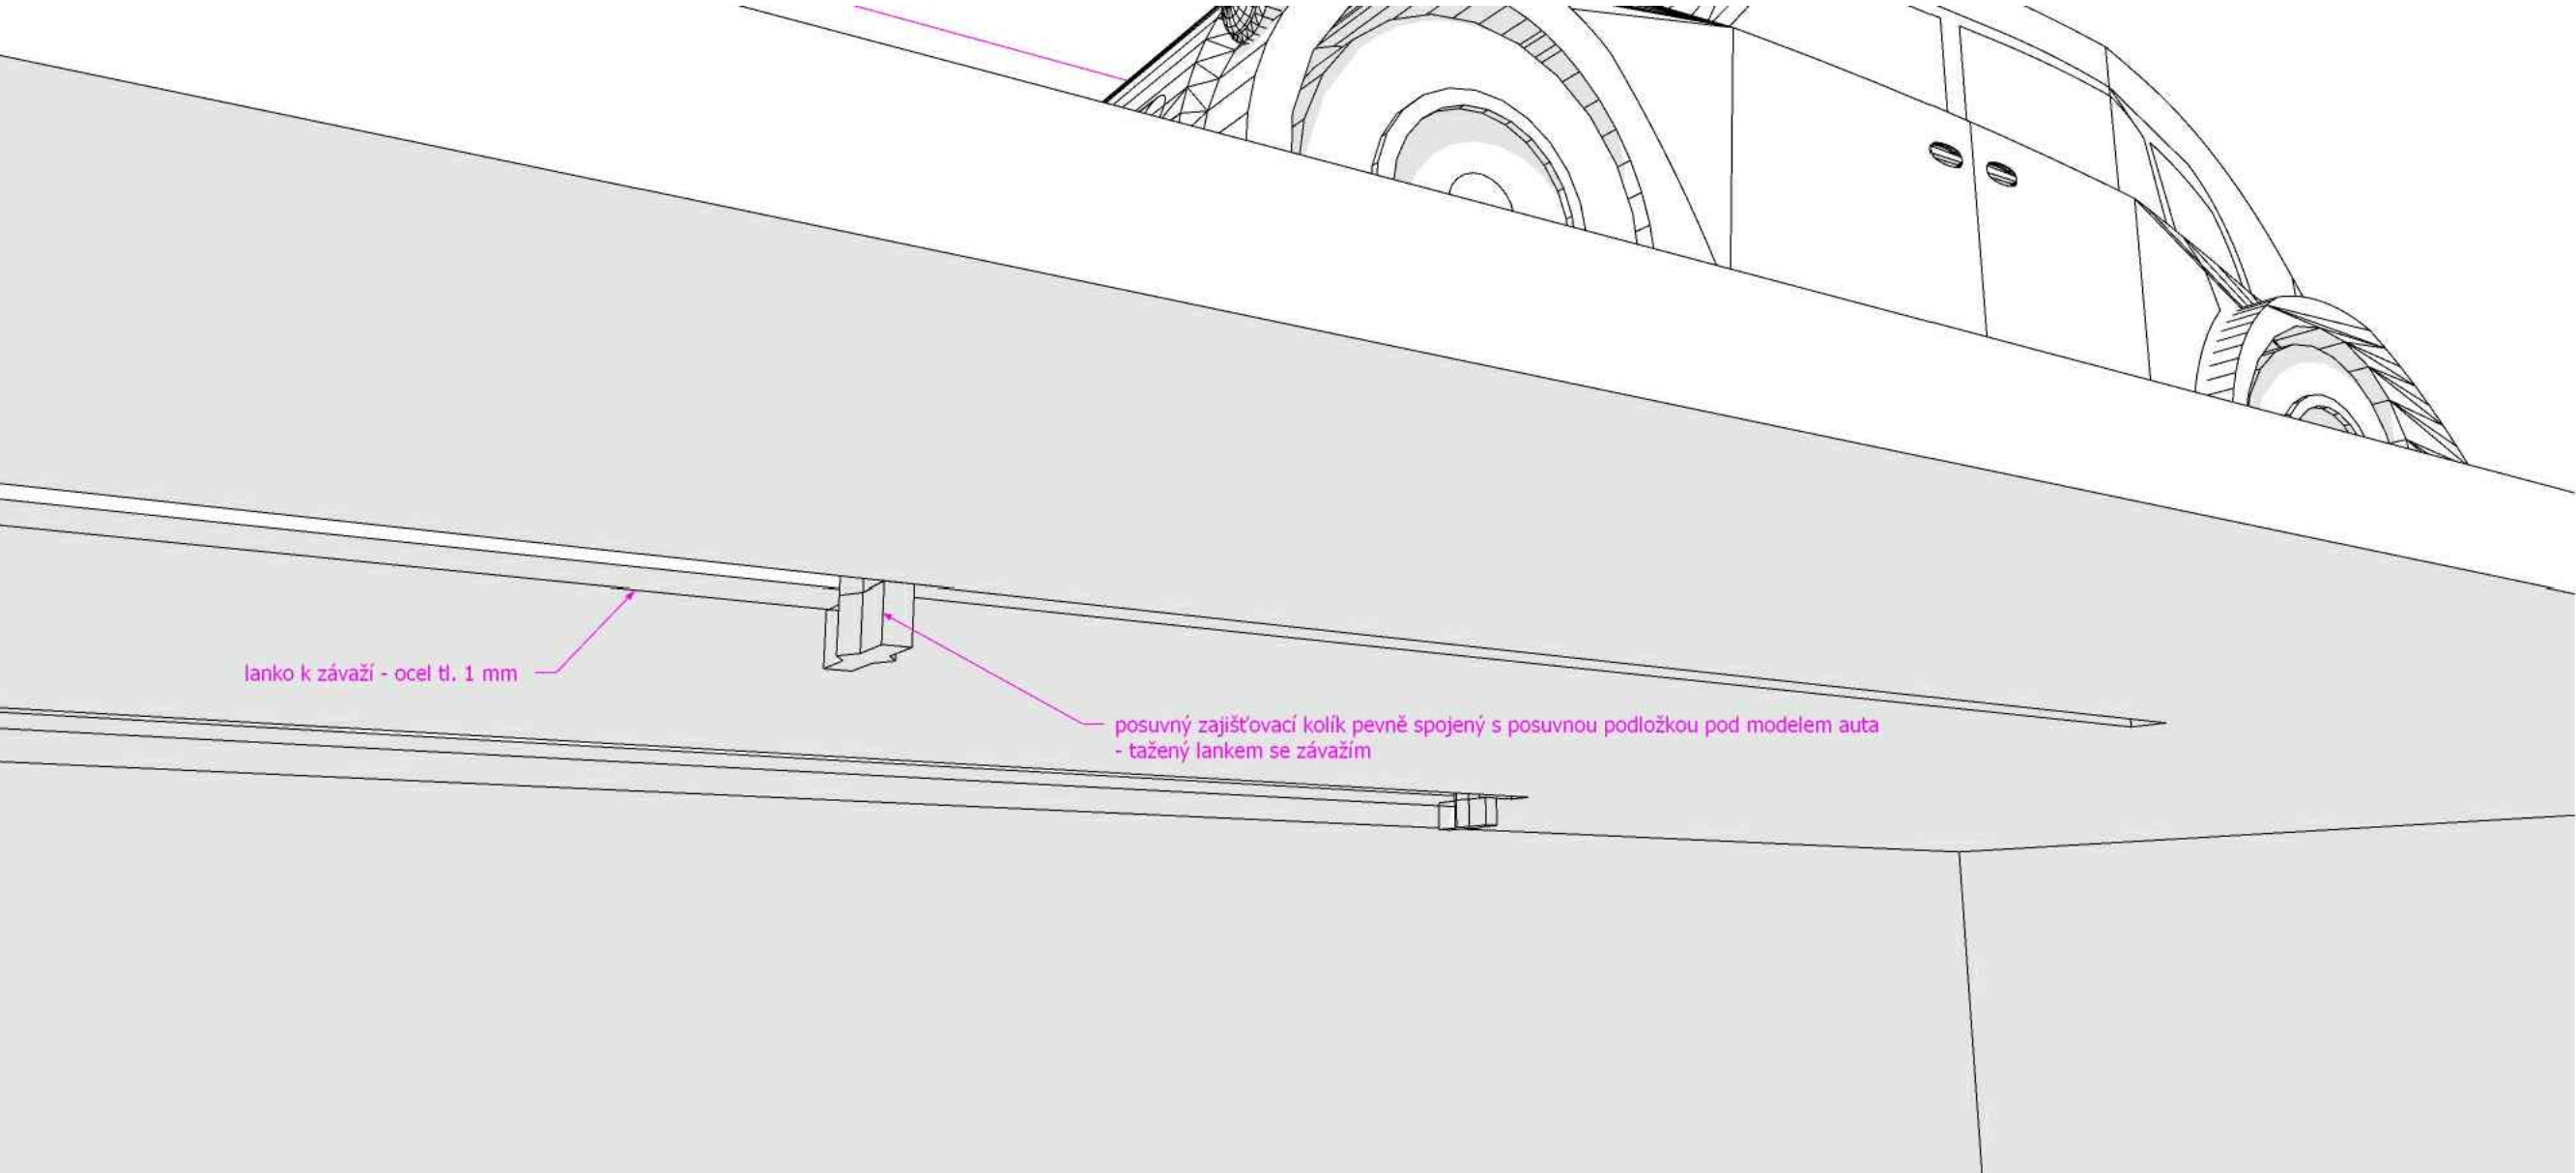 lanko k závaží - ocel tl. 1 mm
posuvný zajišťovací kolík pevně spojený s posuvnou podložkou pod modelem auta
- tažený lankem se závažím